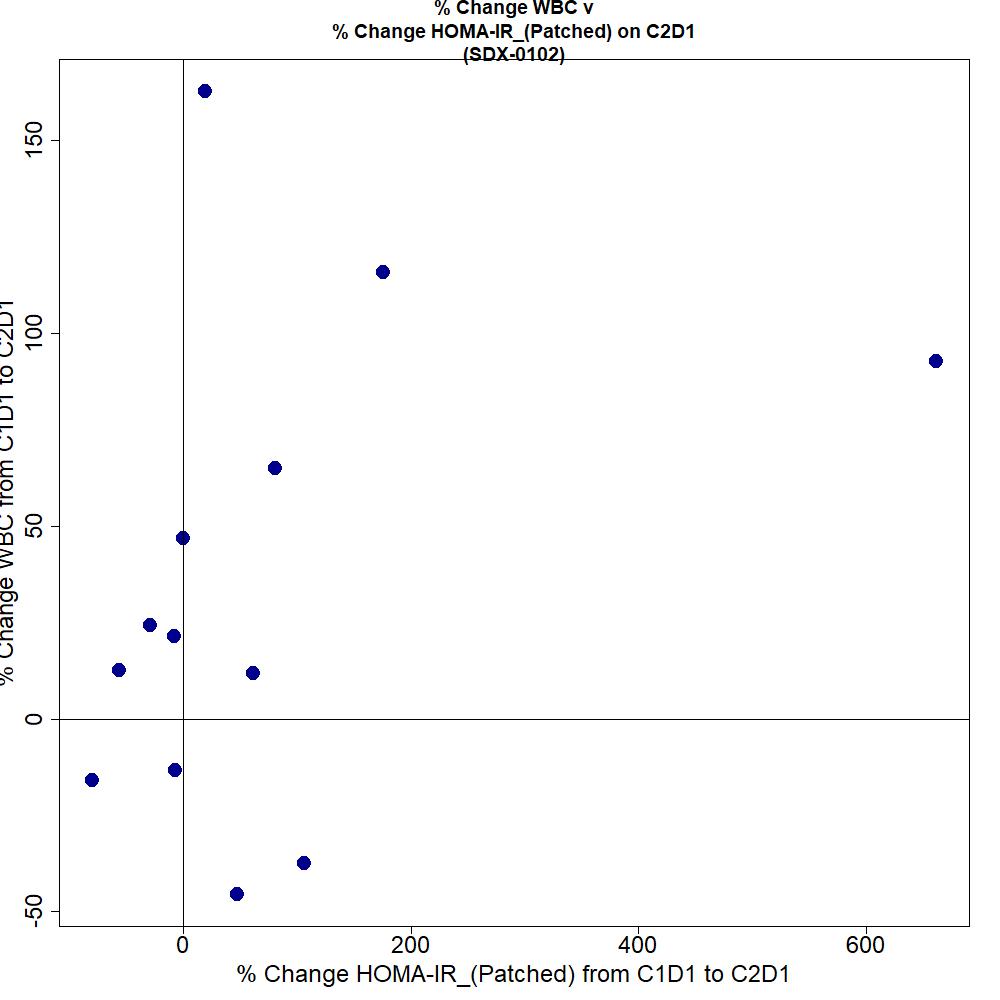 % Change WBC v
% Change HOMA-IR_(Patched) on C2D1
(SDX-0102)
% Change WBC from C1D1 to C2D1
150
100
50
0
-50
0
200
400
600
% Change HOMA-IR_(Patched) from C1D1 to C2D1